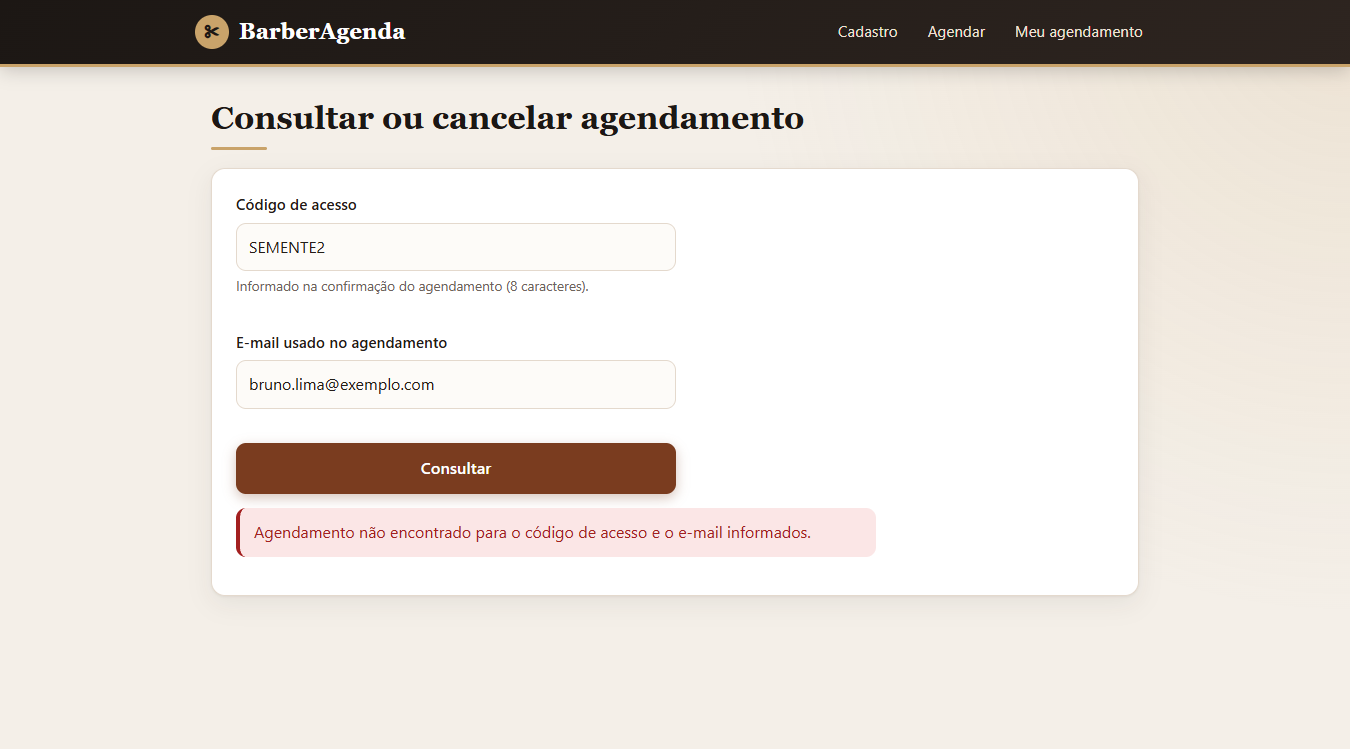 BarberAgenda
Cadastro
Agendar
Meu agendamento
Consultar ou cancelar agendamento
Código de acesso
SEMENTE2
Informado na confirmação do agendamento (8 caracteres).
E-mail usado no agendamento
bruno.lima@exemplo.com
Consultar
Agendamento não encontrado para o código de acesso e o e-mail informados.